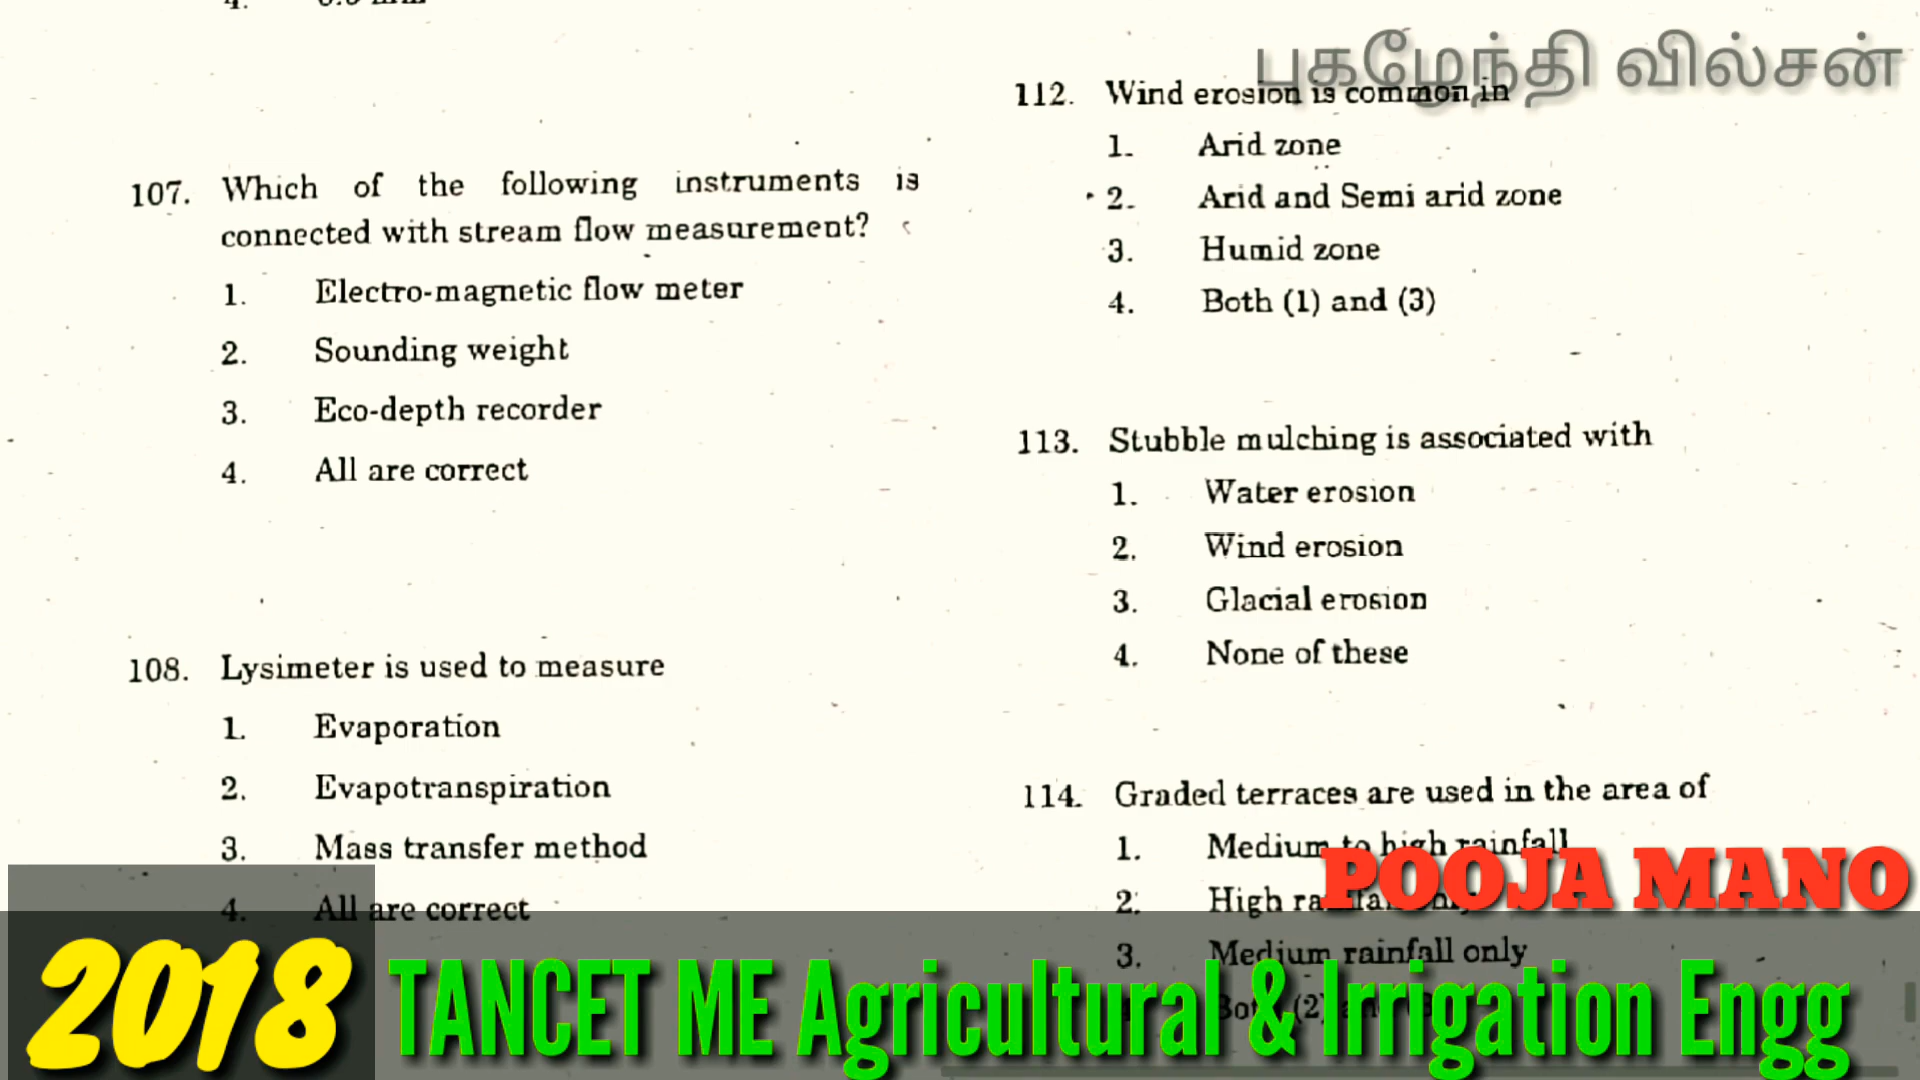 புகழேந்தி வில்சன்
107. Which of the following instruments is
connected with stream flow measurement?
1. Electro-magnetic flow meter
2. Sounding weight
3. Eco-depth recorder
4. All are correct
108. Lysimeter is used to measure
1. Evaporation
2. Evapotranspiration
3. Mass transfer method
4. All are correct
112. Wind erosion is common in
1. Arid zone
2. Arid and Semi arid zone
3. Humid zone
4. Both (1) and (3)
113. Stubble mulching is associated with
1. Water erosion
2. Wind erosion
3. Glacial erosion
4. None of these
114. Graded terraces are used in the area of
1. Medium to high rainfall
2. High
3. Medium rainfall only
POOJA MANO
2018 TANCET ME Agricultural & Irrigation Engg